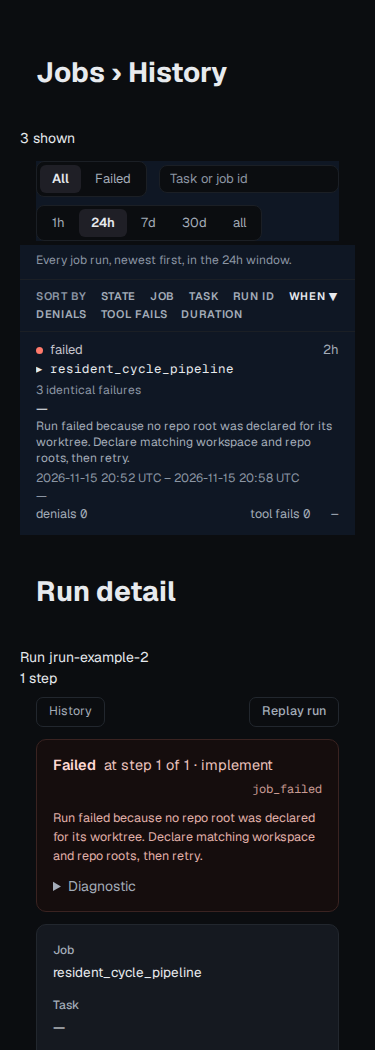 Jobs › History
3 shown
All Failed Task or job id
1h 24h 7d 30d all
Every job run, newest first, in the 24h window.
SORT BY STATE JOB TASK RUN ID WHEN ▼
DENIALS TOOL FAILS DURATION
failed 2h
▸ resident_cycle_pipeline
3 identical failures
—
Run failed because no repo root was declared for its
worktree. Declare matching workspace and repo
roots, then retry.
2026-11-15 20:52 UTC – 2026-11-15 20:58 UTC
—
denials 0 tool fails 0 –
Run detail
Run jrun-example-2
1 step
History Replay run
Failed at step 1 of 1 · implement
job_failed
Run failed because no repo root was declared
for its worktree. Declare matching workspace
and repo roots, then retry.
▶ Diagnostic
Job
resident_cycle_pipeline
Task
—